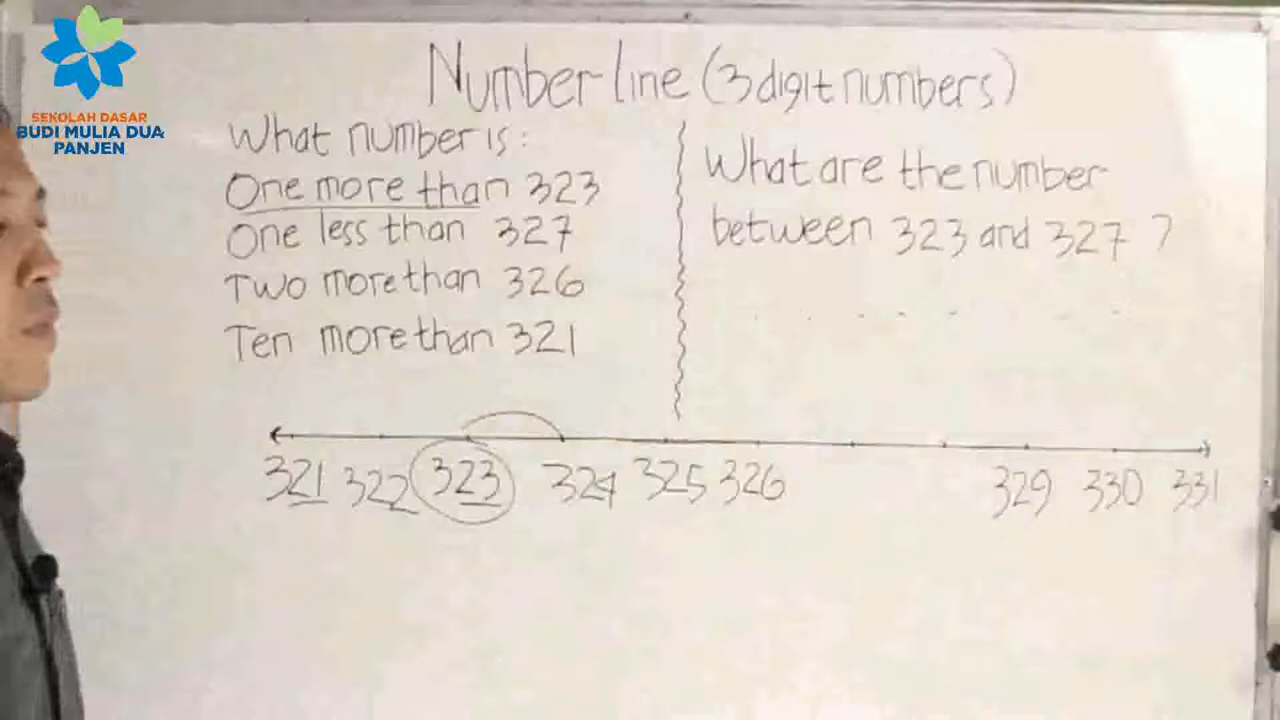 SEKOLAH DASAR
BUDI MULIA DUA
PANJEN
Number line (3 digit numbers)
What number is:
One more than 323
One less than 327
Two more than 326
Ten more than 321
What are the number
between 323 and 327 ?
321 322 323 324 325 326 329 330 331